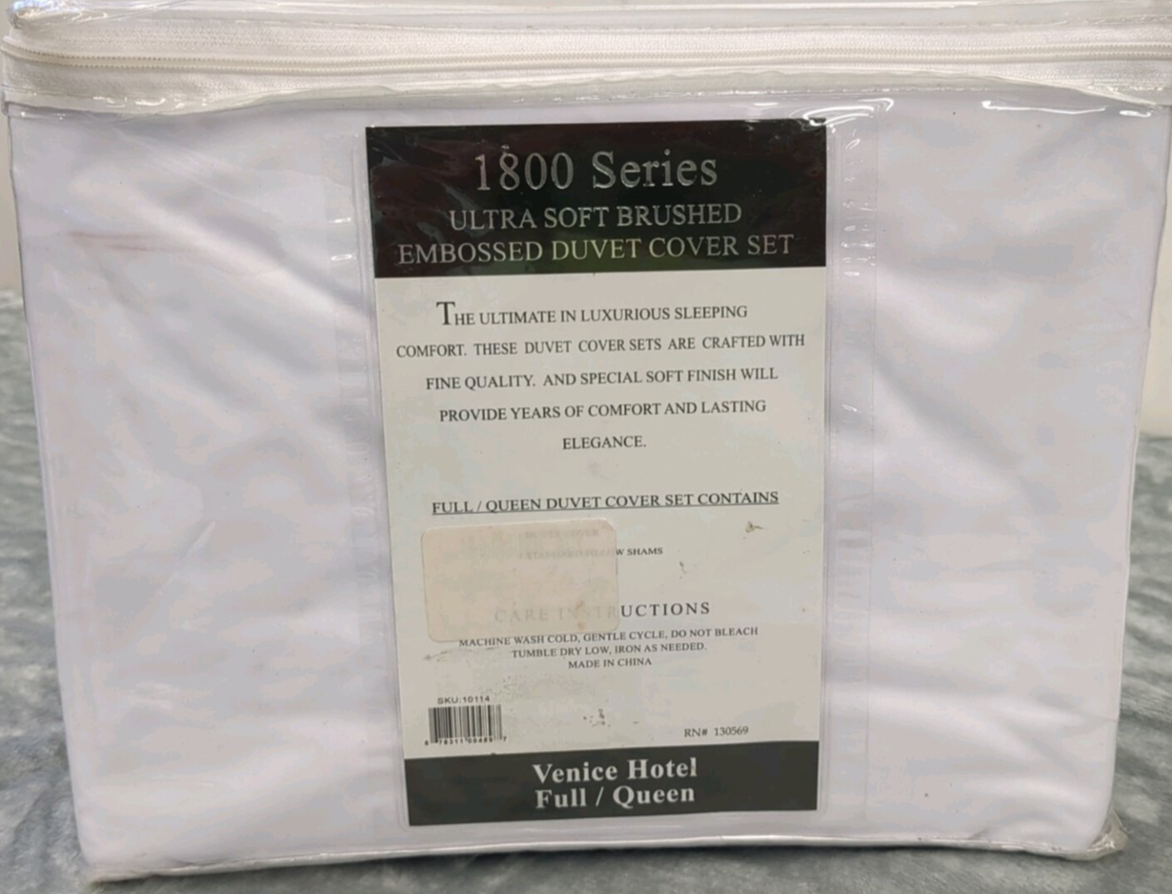 1800 Series
ULTRA SOFT BRUSHED
EMBOSSED DUVET COVER SET
THE ULTIMATE IN LUXURIOUS SLEEPING
COMFORT. THESE DUVET COVER SETS ARE CRAFTED WITH
FINE QUALITY. AND SPECIAL SOFT FINISH WILL
PROVIDE YEARS OF COMFORT AND LASTING
ELEGANCE.
FULL / QUEEN DUVET COVER SET CONTAINS
SHAMS
CARE INSTRUCTIONS
MACHINE WASH COLD, GENTLE CYCLE, DO NOT BLEACH
TUMBLE DRY LOW, IRON AS NEEDED.
MADE IN CHINA
SKU:10114
RN# 130569
Venice Hotel
Full / Queen